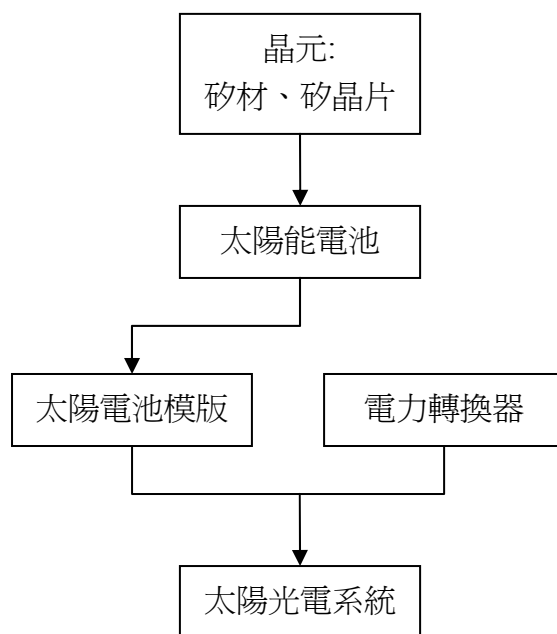 晶元:
矽材、矽晶片
太陽能電池
太陽電池模版
電力轉換器
太陽光電系統